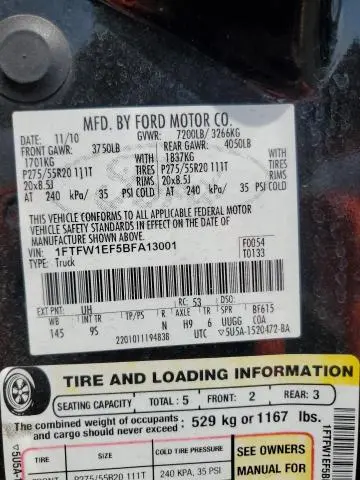 MFD. BY FORD MOTOR CO.
DATE: 11/10 GVWR: 7200LB/ 3266KG
FRONT GAWR: 3750LB REAR GAWR: 4050LB
1701KG WITH 1837KG WITH
P275/55R20 111T TIRES P275/55R20 111T TIRES
20x8.5J RIMS 20x8.5J RIMS
AT 240 kPa/ 35 PSI COLD AT 240 kPa/ 35 PSI COLD
THIS VEHICLE CONFORMS TO ALL APPLICABLE FEDERAL MOTOR
VEHICLE SAFETY STANDARDS IN EFFECT ON THE DATE OF MANUFACTURE SHOWN ABOVE.
VIN: 1FTFW1EF5BFA13001 F0054
TYPE: Truck T0133
EXT PNT: UH RC: 53 DSO:
WB INT TR TP/PS R AXLE TR SPR BF615
145 9S N H9 6 UUGG COA
2201011194838 UTC 5U5A-1520472-BA
TIRE AND LOADING INFORMATION
SEATING CAPACITY TOTAL: 5 FRONT: 2 REAR: 3
The combined weight of occupants
and cargo should never exceed: 529 kg or 1167 lbs.
TIRE SIZE COLD TIRE PRESSURE SEE OWNERS
FRONT P275/55R20 111T 240 KPA, 35 PSI MANUAL FOR
5U5A-
1FTFW1EF5B